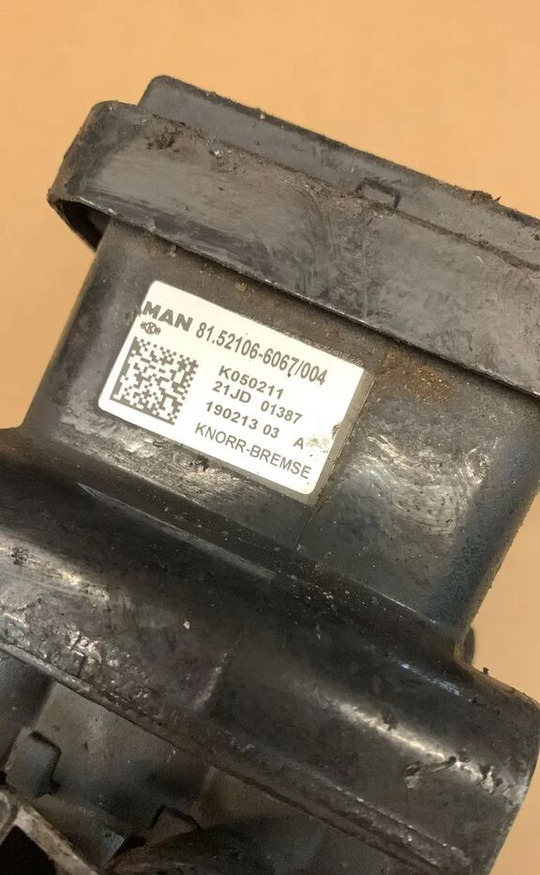 MAN 81.52106-6067/004
K050211
21JD 01387
190213 03 A
KNORR-BREMSE